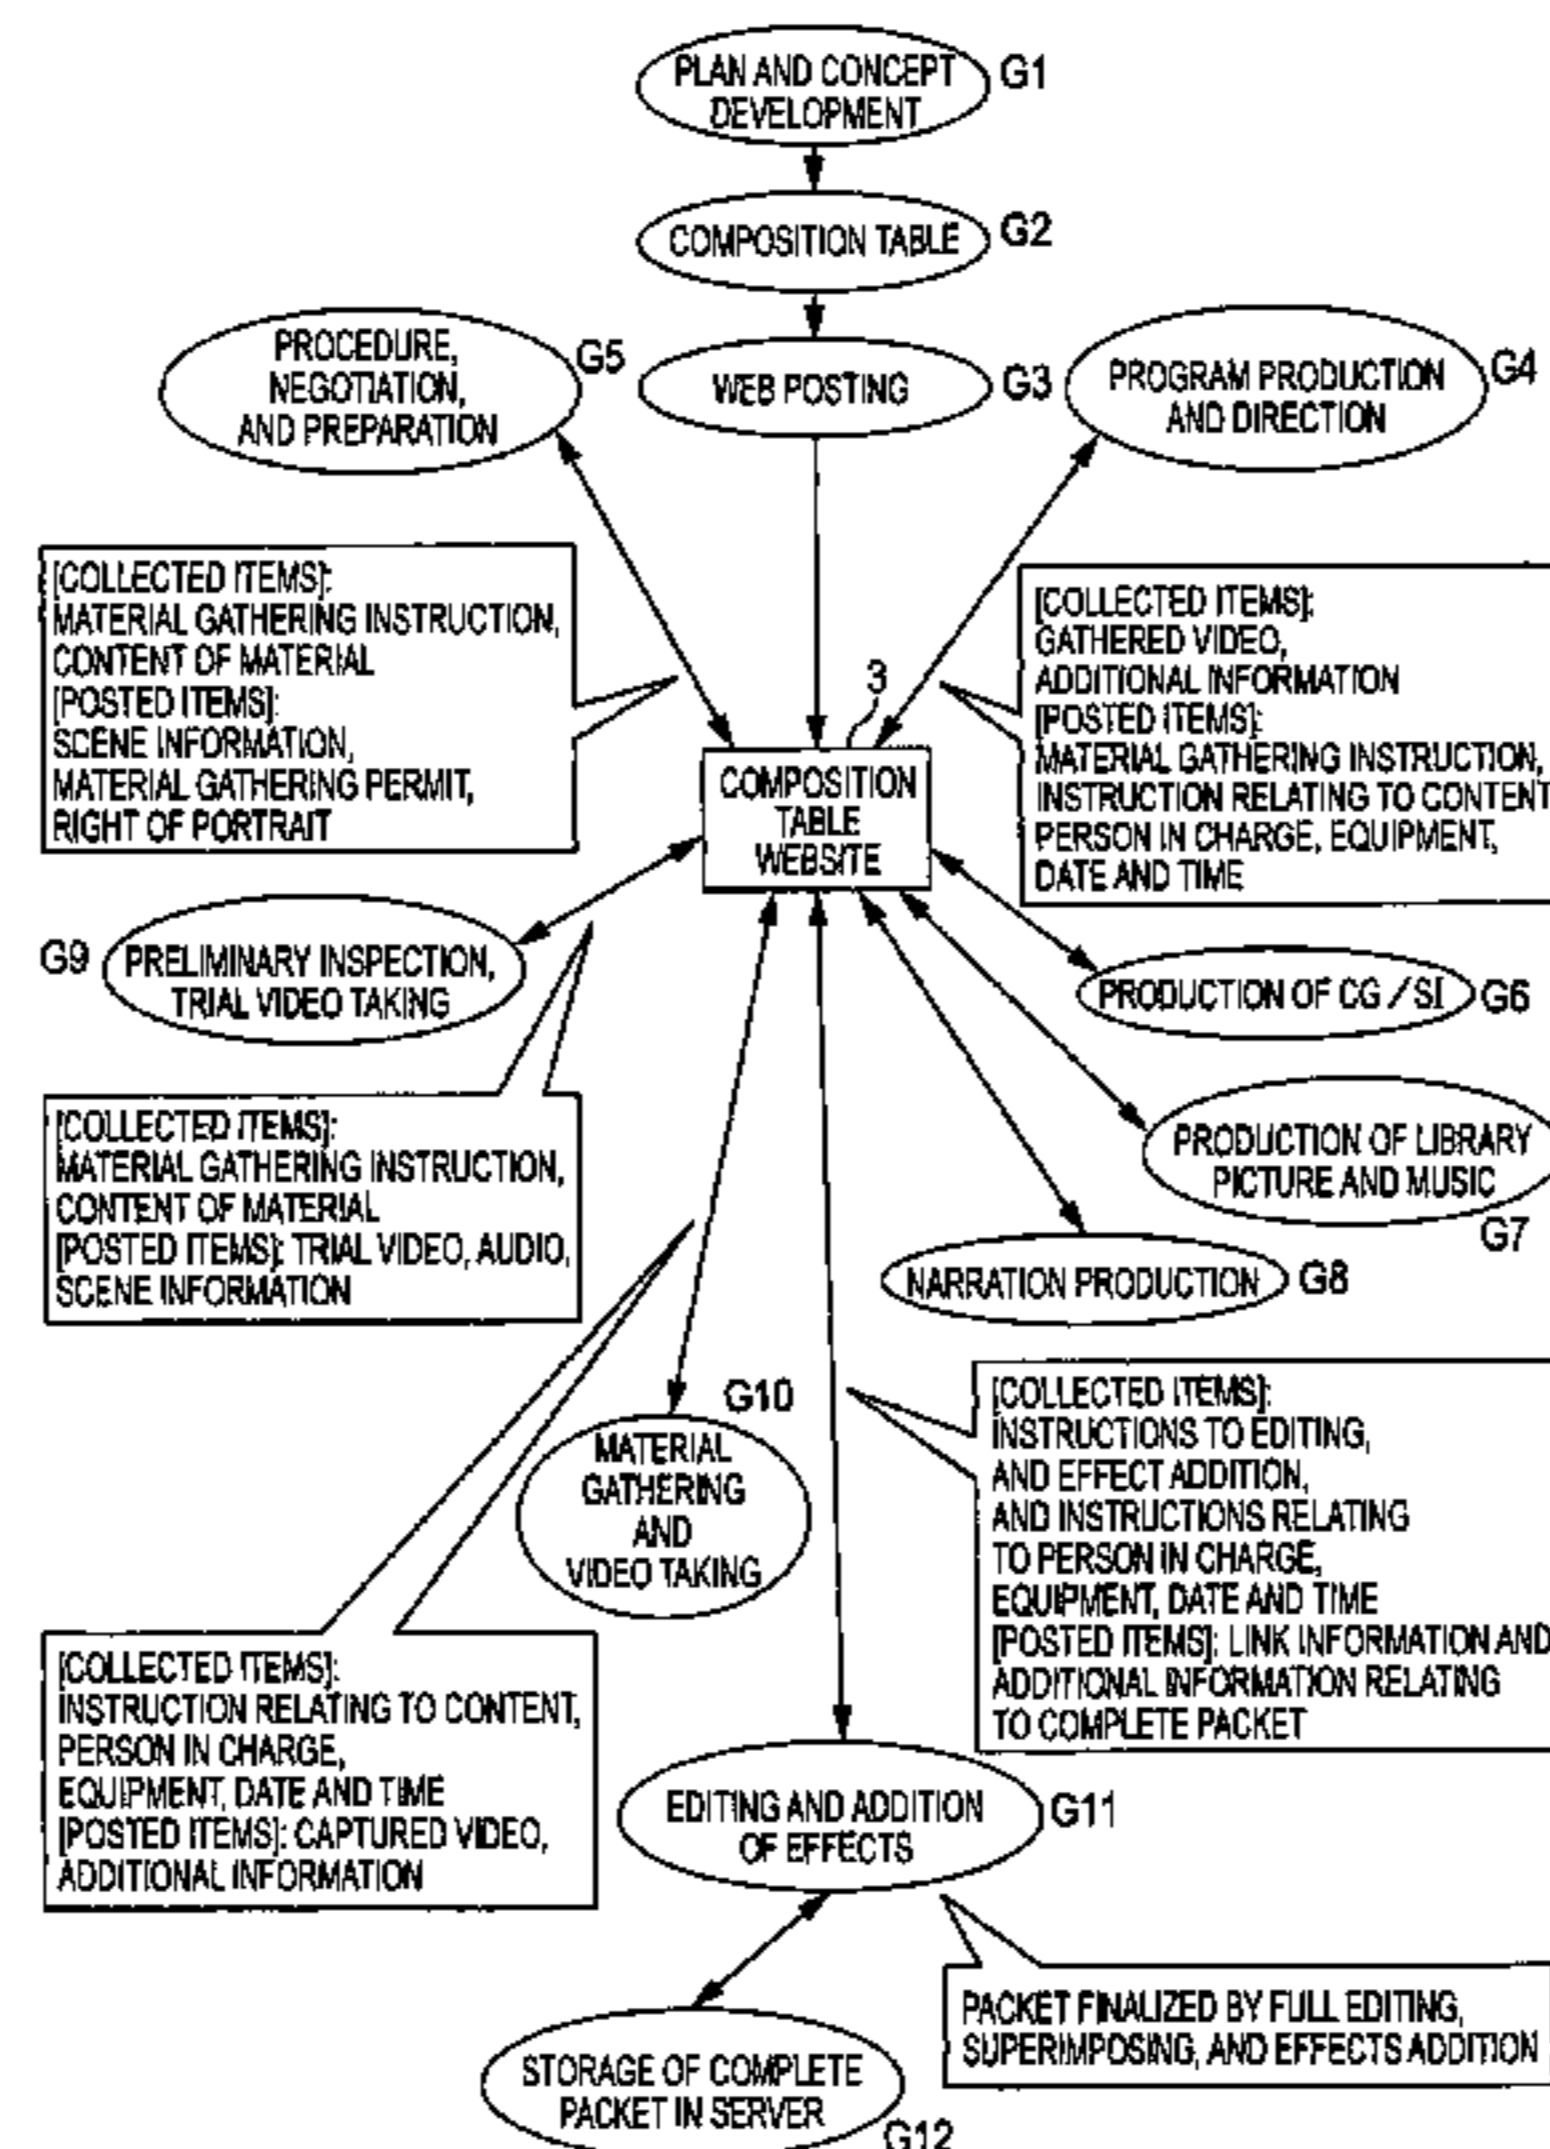 PLAN AND CONCEPT
DEVELOPMENT
G1
COMPOSITION TABLE
G2
PROCEDURE,
NEGOTIATION,
AND PREPARATION
G5
WEB POSTING
G3
PROGRAM PRODUCTION
AND DIRECTION
G4
[COLLECTED ITEMS]:
MATERIAL GATHERING INSTRUCTION,
CONTENT OF MATERIAL
[POSTED ITEMS]:
SCENE INFORMATION,
MATERIAL GATHERING PERMIT,
RIGHT OF PORTRAIT
[COLLECTED ITEMS]:
GATHERED VIDEO,
ADDITIONAL INFORMATION
[POSTED ITEMS]:
MATERIAL GATHERING INSTRUCTION,
INSTRUCTION RELATING TO CONTENT
PERSON IN CHARGE, EQUIPMENT,
DATE AND TIME
3
COMPOSITION
TABLE
WEBSITE
G9
PRELIMINARY INSPECTION,
TRIAL VIDEO TAKING
PRODUCTION OF CG/SI
G6
[COLLECTED ITEMS]:
MATERIAL GATHERING INSTRUCTION,
CONTENT OF MATERIAL
[POSTED ITEMS]: TRIAL VIDEO, AUDIO,
SCENE INFORMATION
PRODUCTION OF LIBRARY
PICTURE AND MUSIC
G7
NARRATION PRODUCTION
G8
G10
MATERIAL
GATHERING
AND
VIDEO TAKING
[COLLECTED ITEMS]:
INSTRUCTIONS TO EDITING,
AND EFFECT ADDITION,
AND INSTRUCTIONS RELATING
TO PERSON IN CHARGE,
EQUIPMENT, DATE AND TIME
[POSTED ITEMS]: LINK INFORMATION AND
ADDITIONAL INFORMATION RELATING
TO COMPLETE PACKET
[COLLECTED ITEMS]:
INSTRUCTION RELATING TO CONTENT,
PERSON IN CHARGE,
EQUIPMENT, DATE AND TIME
[POSTED ITEMS]: CAPTURED VIDEO,
ADDITIONAL INFORMATION
EDITING AND ADDITION
OF EFFECTS
G11
PACKET FINALIZED BY FULL EDITING,
SUPERIMPOSING, AND EFFECTS ADDITION
STORAGE OF COMPLETE
PACKET IN SERVER
G12